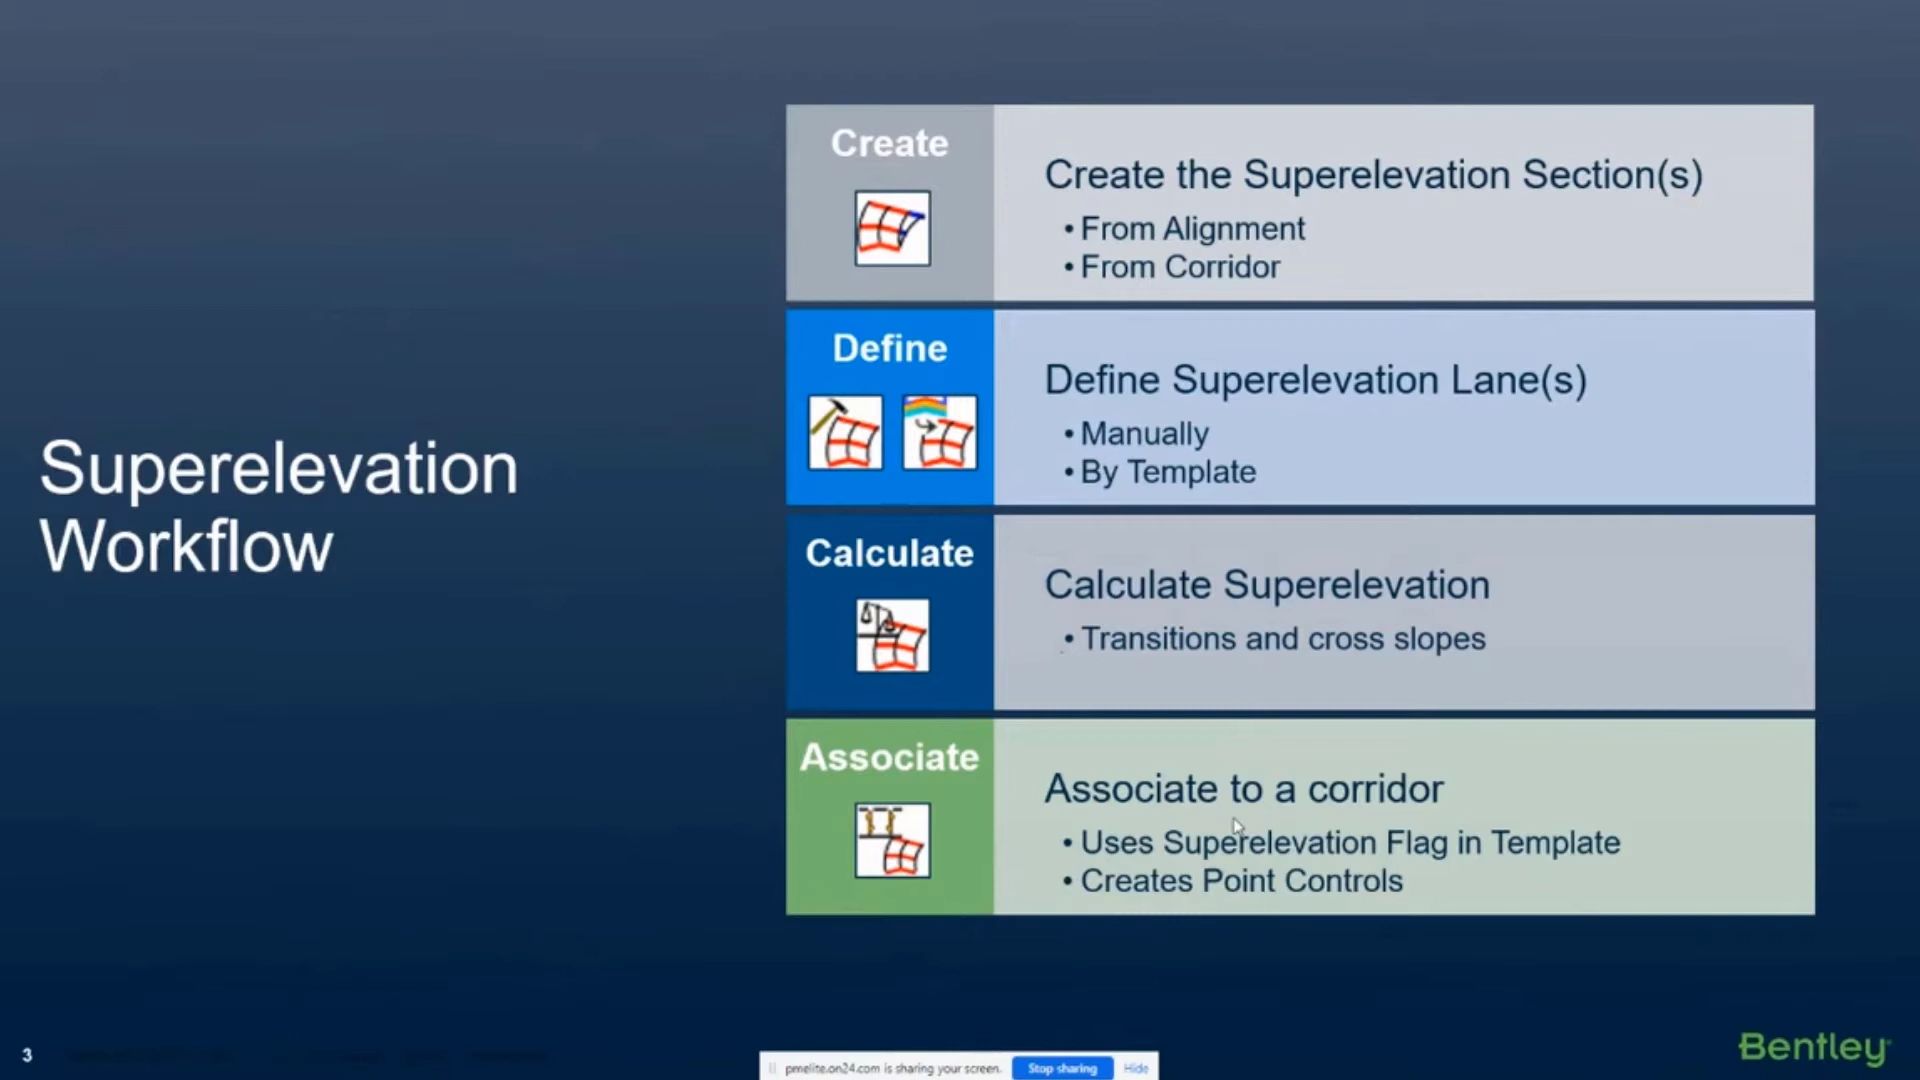 Superelevation
Workflow
Create
Create the Superelevation Section(s)
• From Alignment
• From Corridor
Define
Define Superelevation Lane(s)
• Manually
• By Template
Calculate
Calculate Superelevation
• Transitions and cross slopes
Associate
Associate to a corridor
• Uses Superelevation Flag in Template
• Creates Point Controls
3
pmelite.on24.com is sharing your screen.
Stop sharing
Hide
Bentley